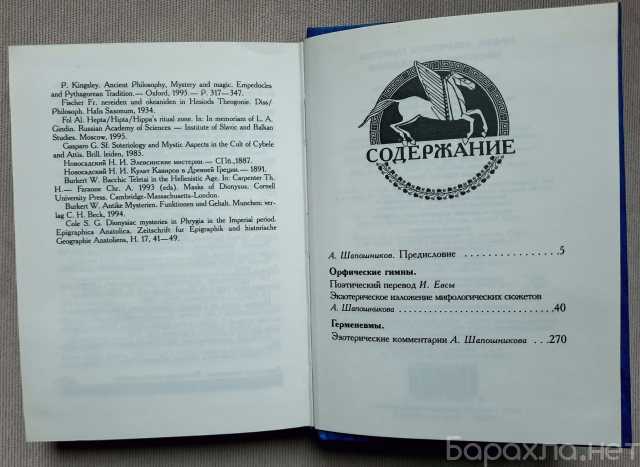 P. Kingsley. Ancient Philosophy, Mystery and magic. Empedocles
and Pythagorean Tradition.— Oxford, 1995.— P. 317—347.
Fischer Fr. nereiden und okeaniden in Hesiods Theogonie. Diss/
Philosoph. Halis Saxonum, 1934.
Fol Al. Hepta/Hipta/Hippa's ritual zone. In: In memoriam of L. A.
Gindin. Russian Academy of Sciences — Institute of Slavic and Balkan
Studies. Moscow, 1995.
Gasparo G. Sf. Soteriology and Mystic Aspects in the Cult of Cybele
and Attis. Brill, leiden, 1985.
Новосадский Н. И. Элевсинские мистерии.— СПб.,1887.
Новосадский Н. И. Культ Кавиров в Древней Греции.— 1891.
Burkert W. Bacchic Teletai in the Hellenistic Age. In: Carpenter Th.
H.— Faraone Chr. A. 1993 (eds). Masks of Dionysus. Cornell
University Press. Cambridge-Massachusetts-London.
Burkert W. Antike Mysterien. Funktionen und Gehalt. Munchen: ver-
lag C. H. Beck, 1994.
Cole S. G. Dionysiac mysteries in Phrygia in the Imperial period.
Epigraphica Anatolica. Zeitschrift fur Epigraphik und historische
Geographie Anatoliens, H. 17, 41—49.
СОДЕРЖАНИЕ
А. Шапошников. Предисловие 5
Орфические гимны.
Поэтический перевод И. Евсы
Экзотерическое изложение мифологических сюжетов
А. Шапошникова 40
Герменевмы.
Эзотерические комментарии А. Шапошникова ...270
Барахла.нет